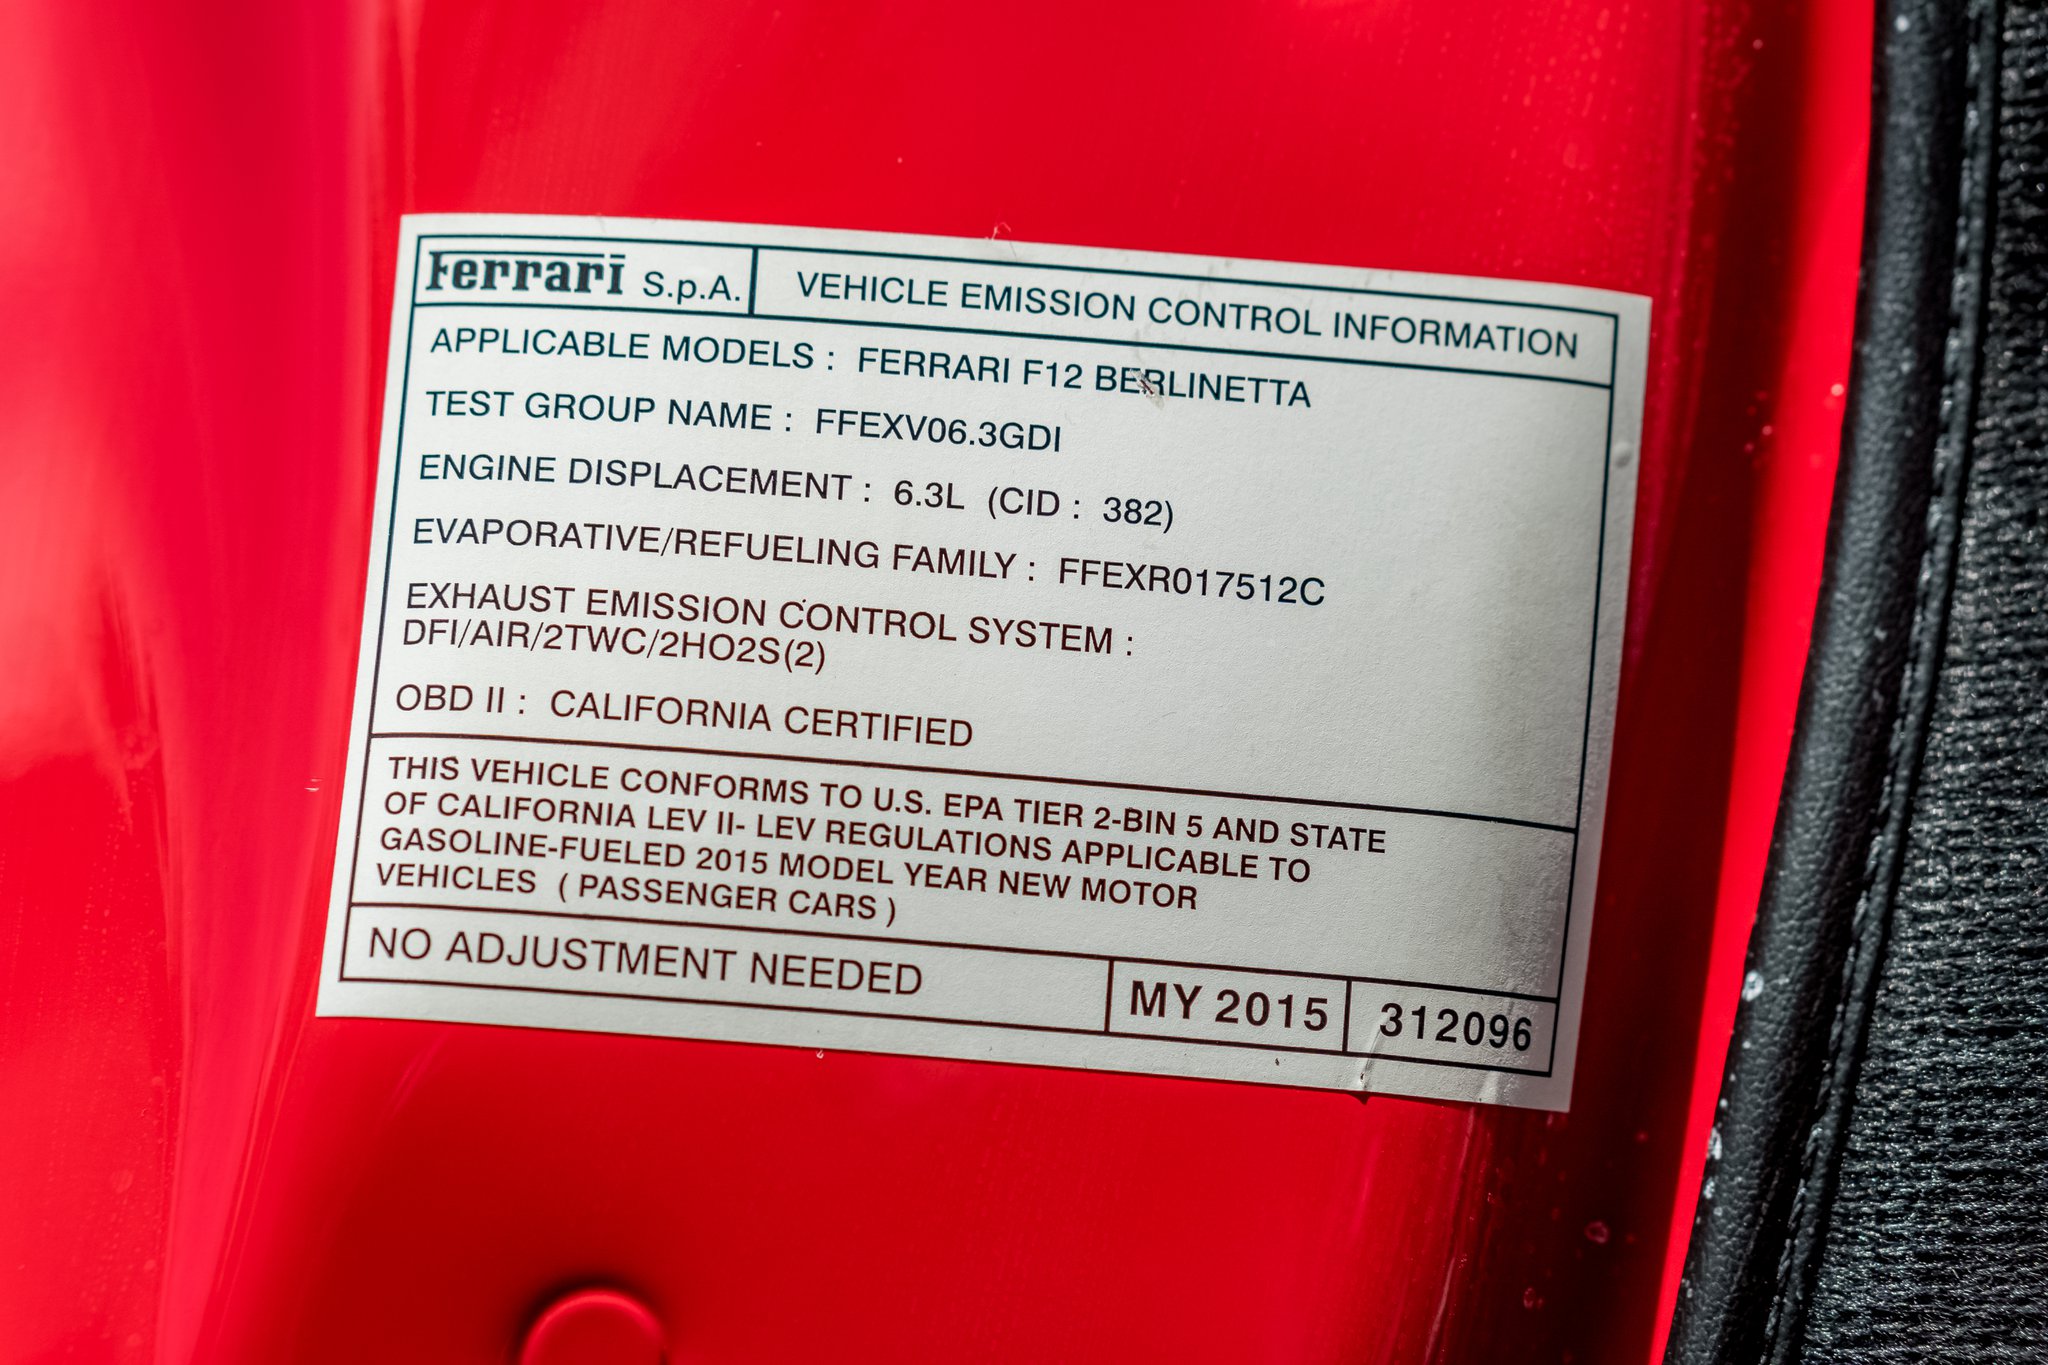 Ferrari S.p.A. VEHICLE EMISSION CONTROL INFORMATION
APPLICABLE MODELS : FERRARI F12 BERLINETTA
TEST GROUP NAME : FFEXV06.3GDI
ENGINE DISPLACEMENT : 6.3L (CID : 382)
EVAPORATIVE/REFUELING FAMILY : FFEXR017512C
EXHAUST EMISSION CONTROL SYSTEM :
DFI/AIR/2TWC/2HO2S(2)
OBD II : CALIFORNIA CERTIFIED
THIS VEHICLE CONFORMS TO U.S. EPA TIER 2-BIN 5 AND STATE
OF CALIFORNIA LEV II- LEV REGULATIONS APPLICABLE TO
GASOLINE-FUELED 2015 MODEL YEAR NEW MOTOR
VEHICLES ( PASSENGER CARS )
NO ADJUSTMENT NEEDED MY 2015 312096